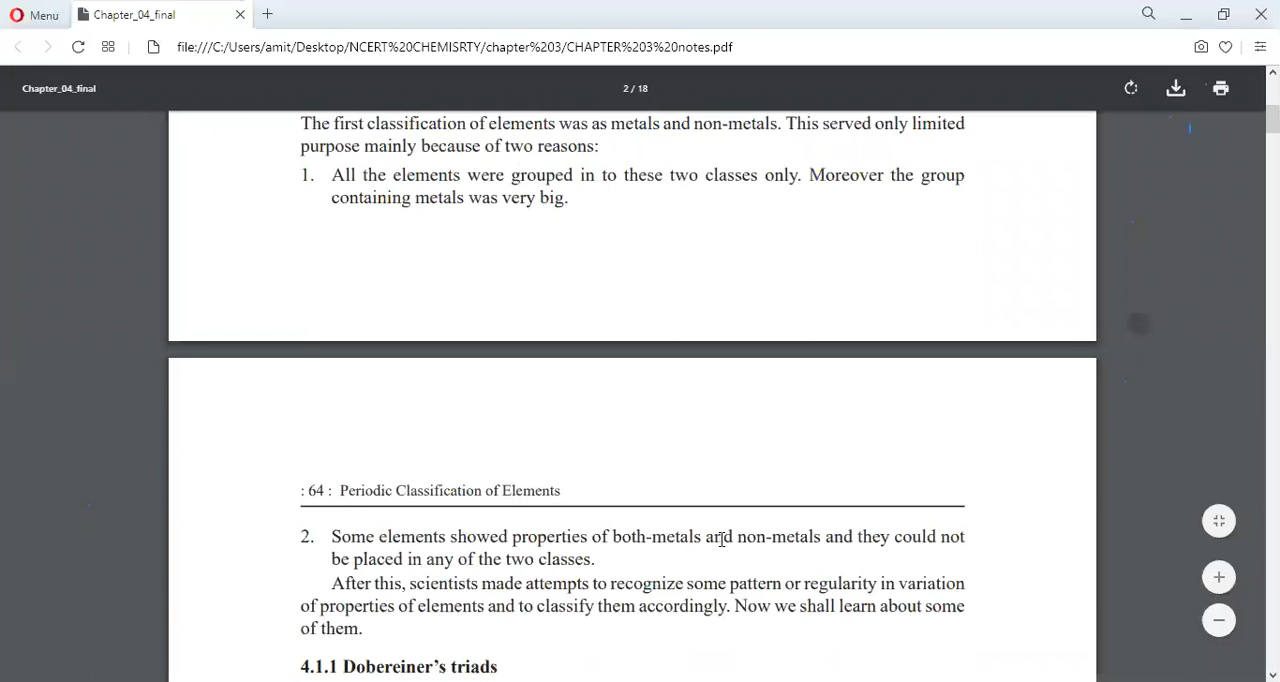 Menu
Chapter_04_final
file:///C:/Users/amit/Desktop/NCERT%20CHEMISRTY/chapter%203/CHAPTER%203%20notes.pdf
Chapter_04_final
2 / 18
The first classification of elements was as metals and non-metals. This served only limited
purpose mainly because of two reasons:
1. All the elements were grouped in to these two classes only. Moreover the group
containing metals was very big.
: 64 : Periodic Classification of Elements
2. Some elements showed properties of both-metals and non-metals and they could not
be placed in any of the two classes.
After this, scientists made attempts to recognize some pattern or regularity in variation
of properties of elements and to classify them accordingly. Now we shall learn about some
of them.
4.1.1 Dobereiner’s triads